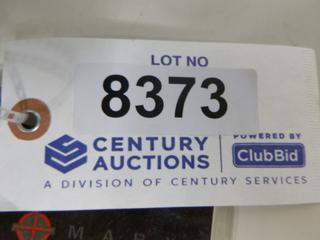 LOT NO
8373
CENTURY AUCTIONS
POWERED BY
ClubBid
A DIVISION OF CENTURY SERVICES
M A R